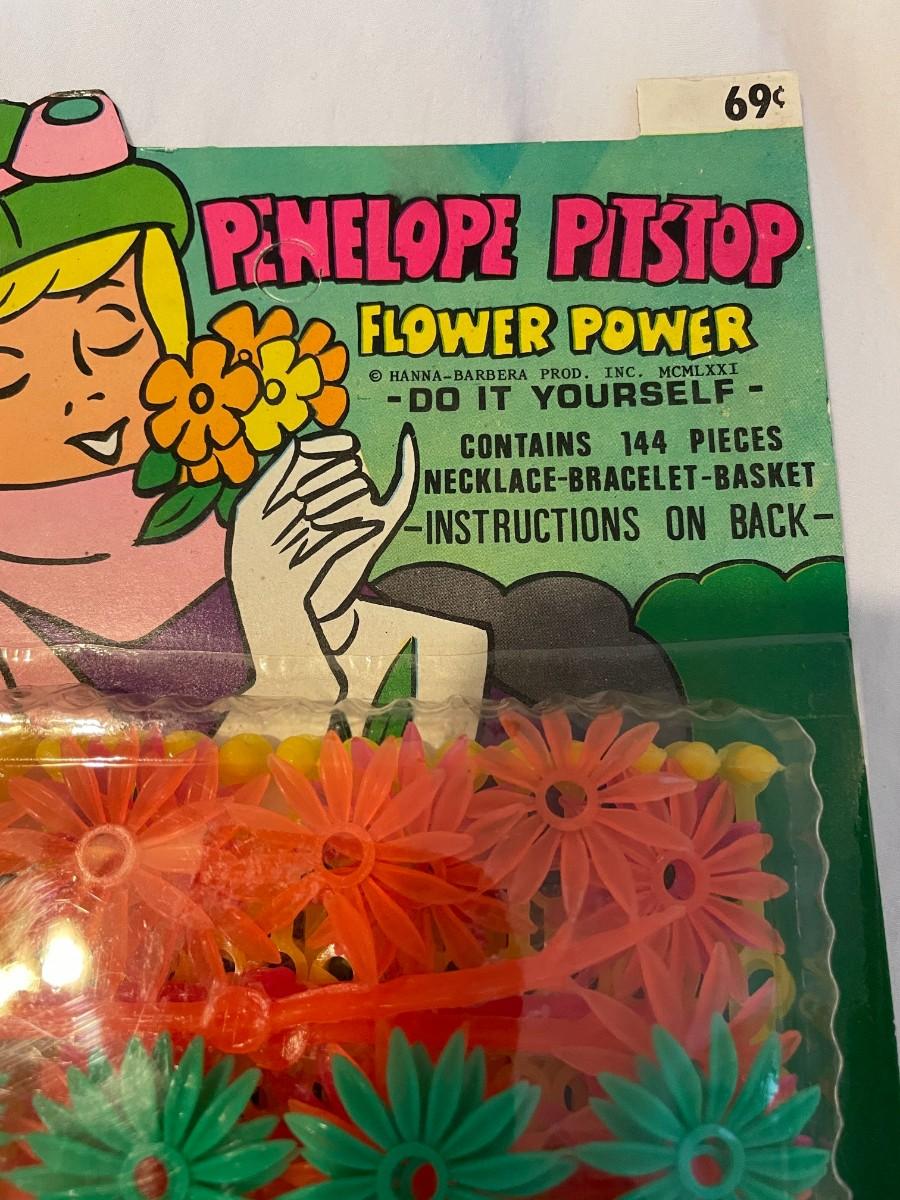 69¢
PENELOPE PITSTOP
FLOWER POWER
© HANNA-BARBERA PROD. INC. MCMLXXI
-DO IT YOURSELF-
CONTAINS 144 PIECES
NECKLACE-BRACELET-BASKET
-INSTRUCTIONS ON BACK-